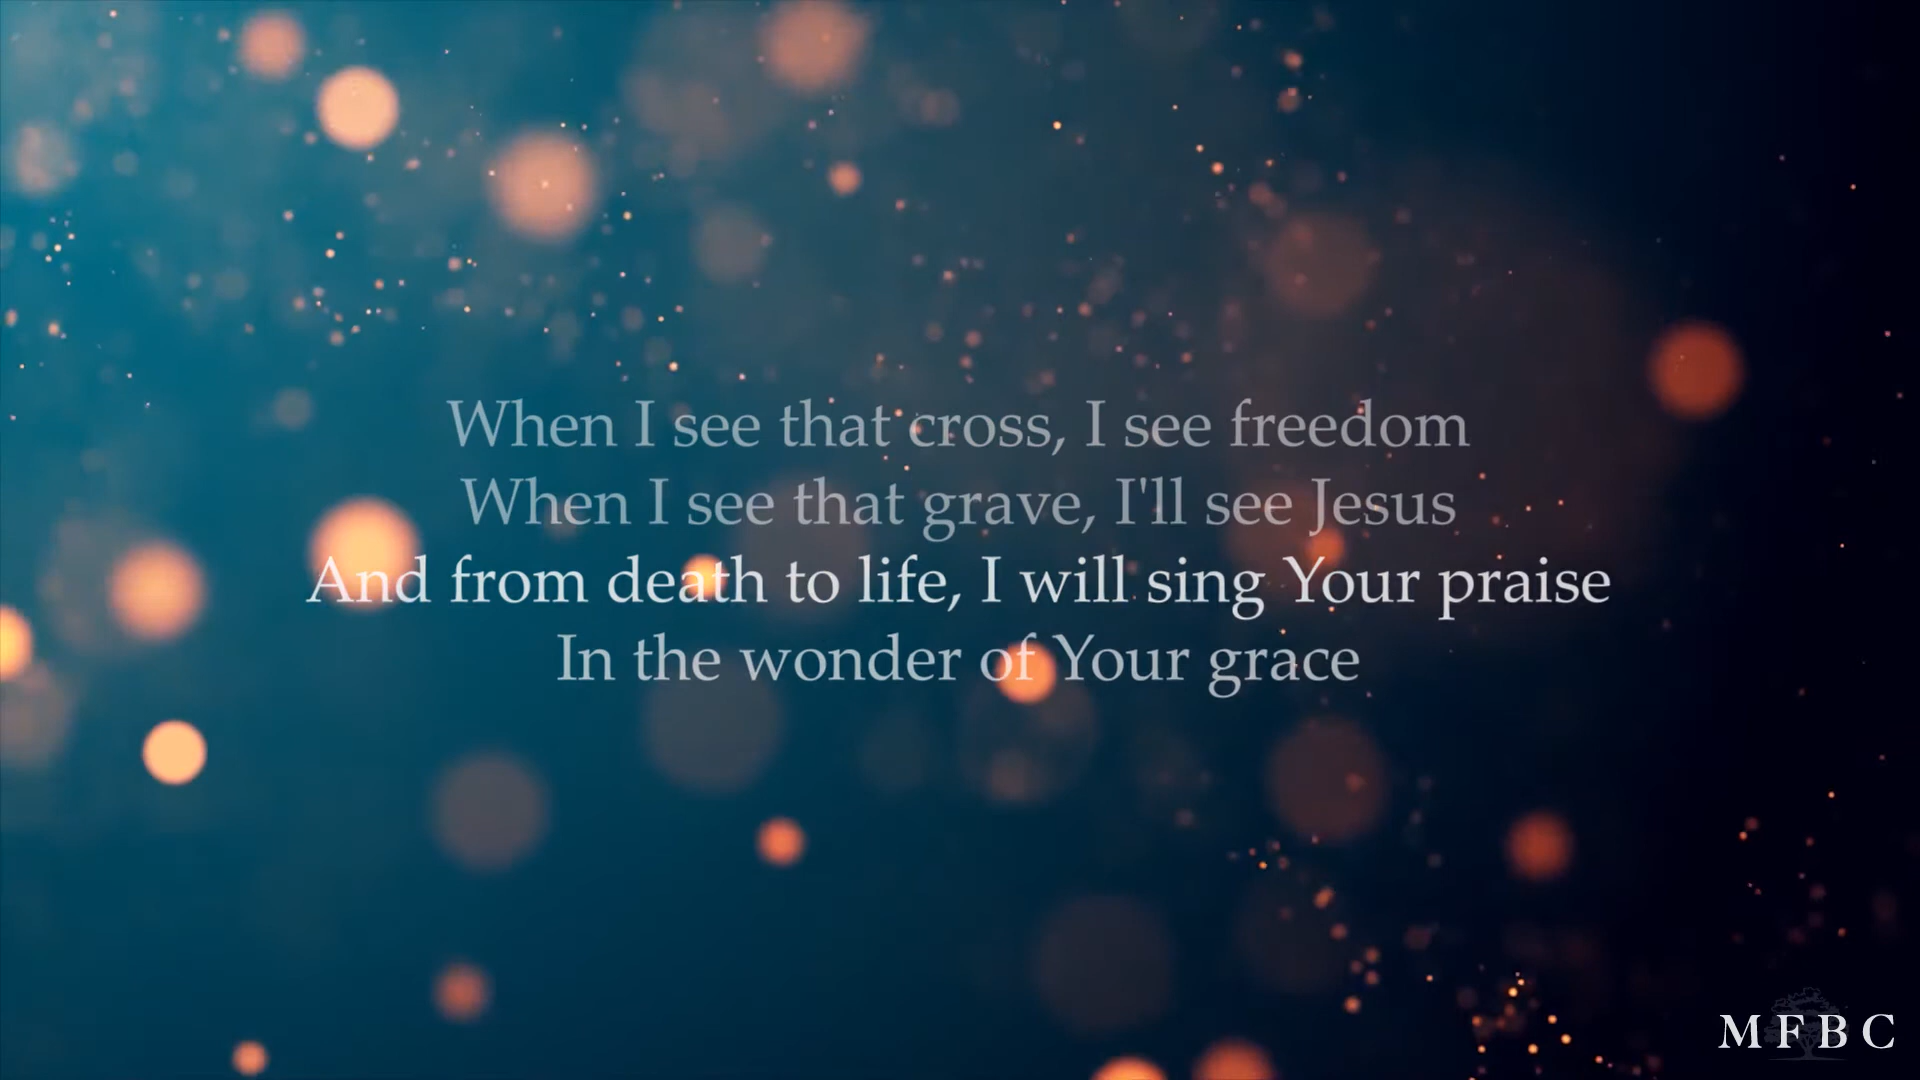 When I see that cross, I see freedom
When I see that grave, I'll see Jesus
And from death to life, I will sing Your praise
In the wonder of Your grace
MFBC